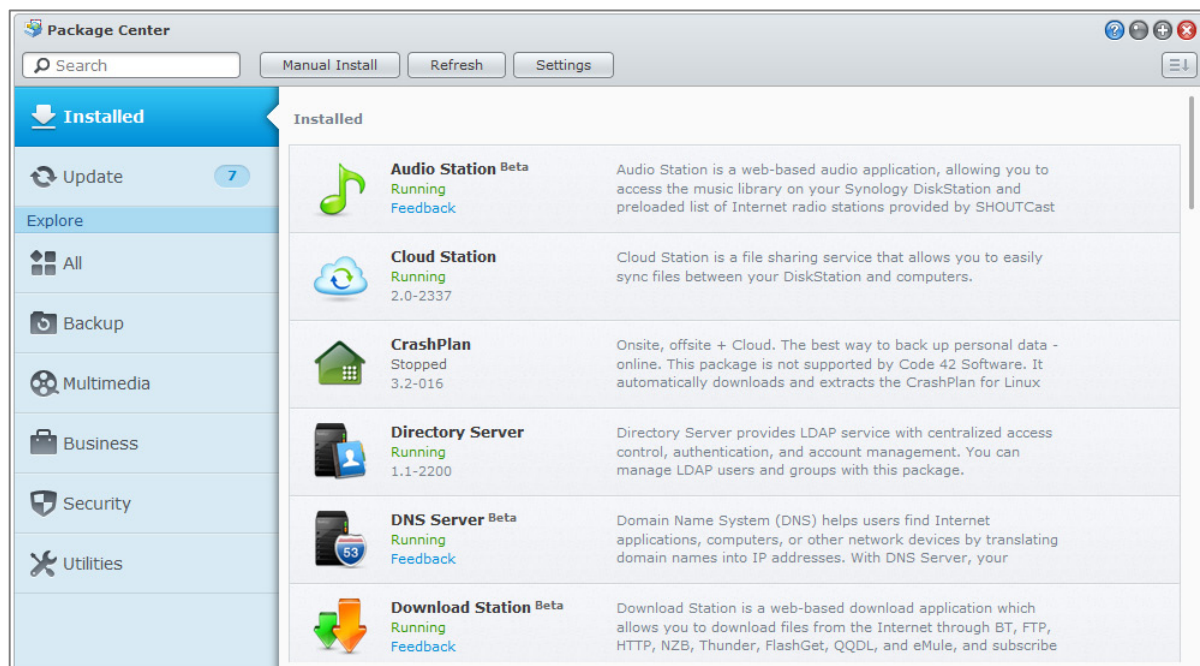 Package Center
Search
Manual Install
Refresh
Settings
Installed
Update 7
Explore
All
Backup
Multimedia
Business
Security
Utilities
Installed
Audio Station Beta
Running
Feedback
Audio Station is a web-based audio application, allowing you to
access the music library on your Synology DiskStation and
preloaded list of Internet radio stations provided by SHOUTCast
Cloud Station
Running
2.0-2337
Cloud Station is a file sharing service that allows you to easily
sync files between your DiskStation and computers.
CrashPlan
Stopped
3.2-016
Onsite, offsite + Cloud. The best way to back up personal data -
online. This package is not supported by Code 42 Software. It
automatically downloads and extracts the CrashPlan for Linux
Directory Server
Running
1.1-2200
Directory Server provides LDAP service with centralized access
control, authentication, and account management. You can
manage LDAP users and groups with this package.
DNS Server Beta
Running
Feedback
53
Domain Name System (DNS) helps users find Internet
applications, computers, or other network devices by translating
domain names into IP addresses. With DNS Server, your
Download Station Beta
Running
Feedback
Download Station is a web-based download application which
allows you to download files from the Internet through BT, FTP,
HTTP, NZB, Thunder, FlashGet, QQDL, and eMule, and subscribe